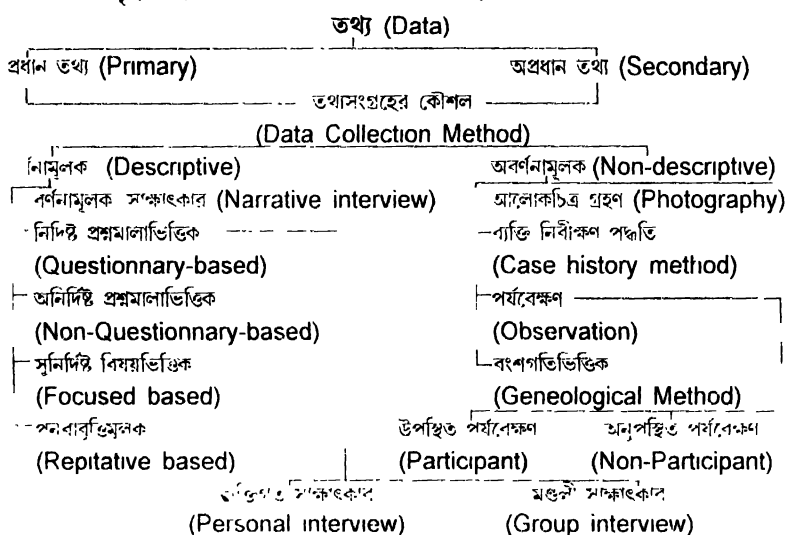 তথ্য (Data)
প্রধান তথ্য (Primary) অপ্রধান তথ্য (Secondary)
তথ্যসংগ্রহের কৌশল
(Data Collection Method)
(Descriptive) অবর্ণনামূলক (Non-descriptive)
বর্ণনামূলক সাক্ষাৎকার (Narrative interview) আলোকচিত্র গ্রহণ (Photography)
নির্দিষ্ট প্রশ্নমালাভিত্তিক ব্যক্তি নিরীক্ষণ পদ্ধতি
(Questionnary-based) (Case history method)
অনির্দিষ্ট প্রশ্নমালাভিত্তিক পর্যবেক্ষণ
(Non-Questionnary-based) (Observation)
সুনির্দিষ্ট বিষয়ভিত্তিক বংশগতিভিত্তিক
(Focused based) (Geneological Method)
পুনরাবৃত্তিমূলক উপস্থিত পর্যবেক্ষণ অনুপস্থিত পর্যবেক্ষণ
(Repitative based) (Participant) (Non-Participant)
সাক্ষাৎকার মণ্ডলী সাক্ষাৎকার
(Personal interview) (Group interview)